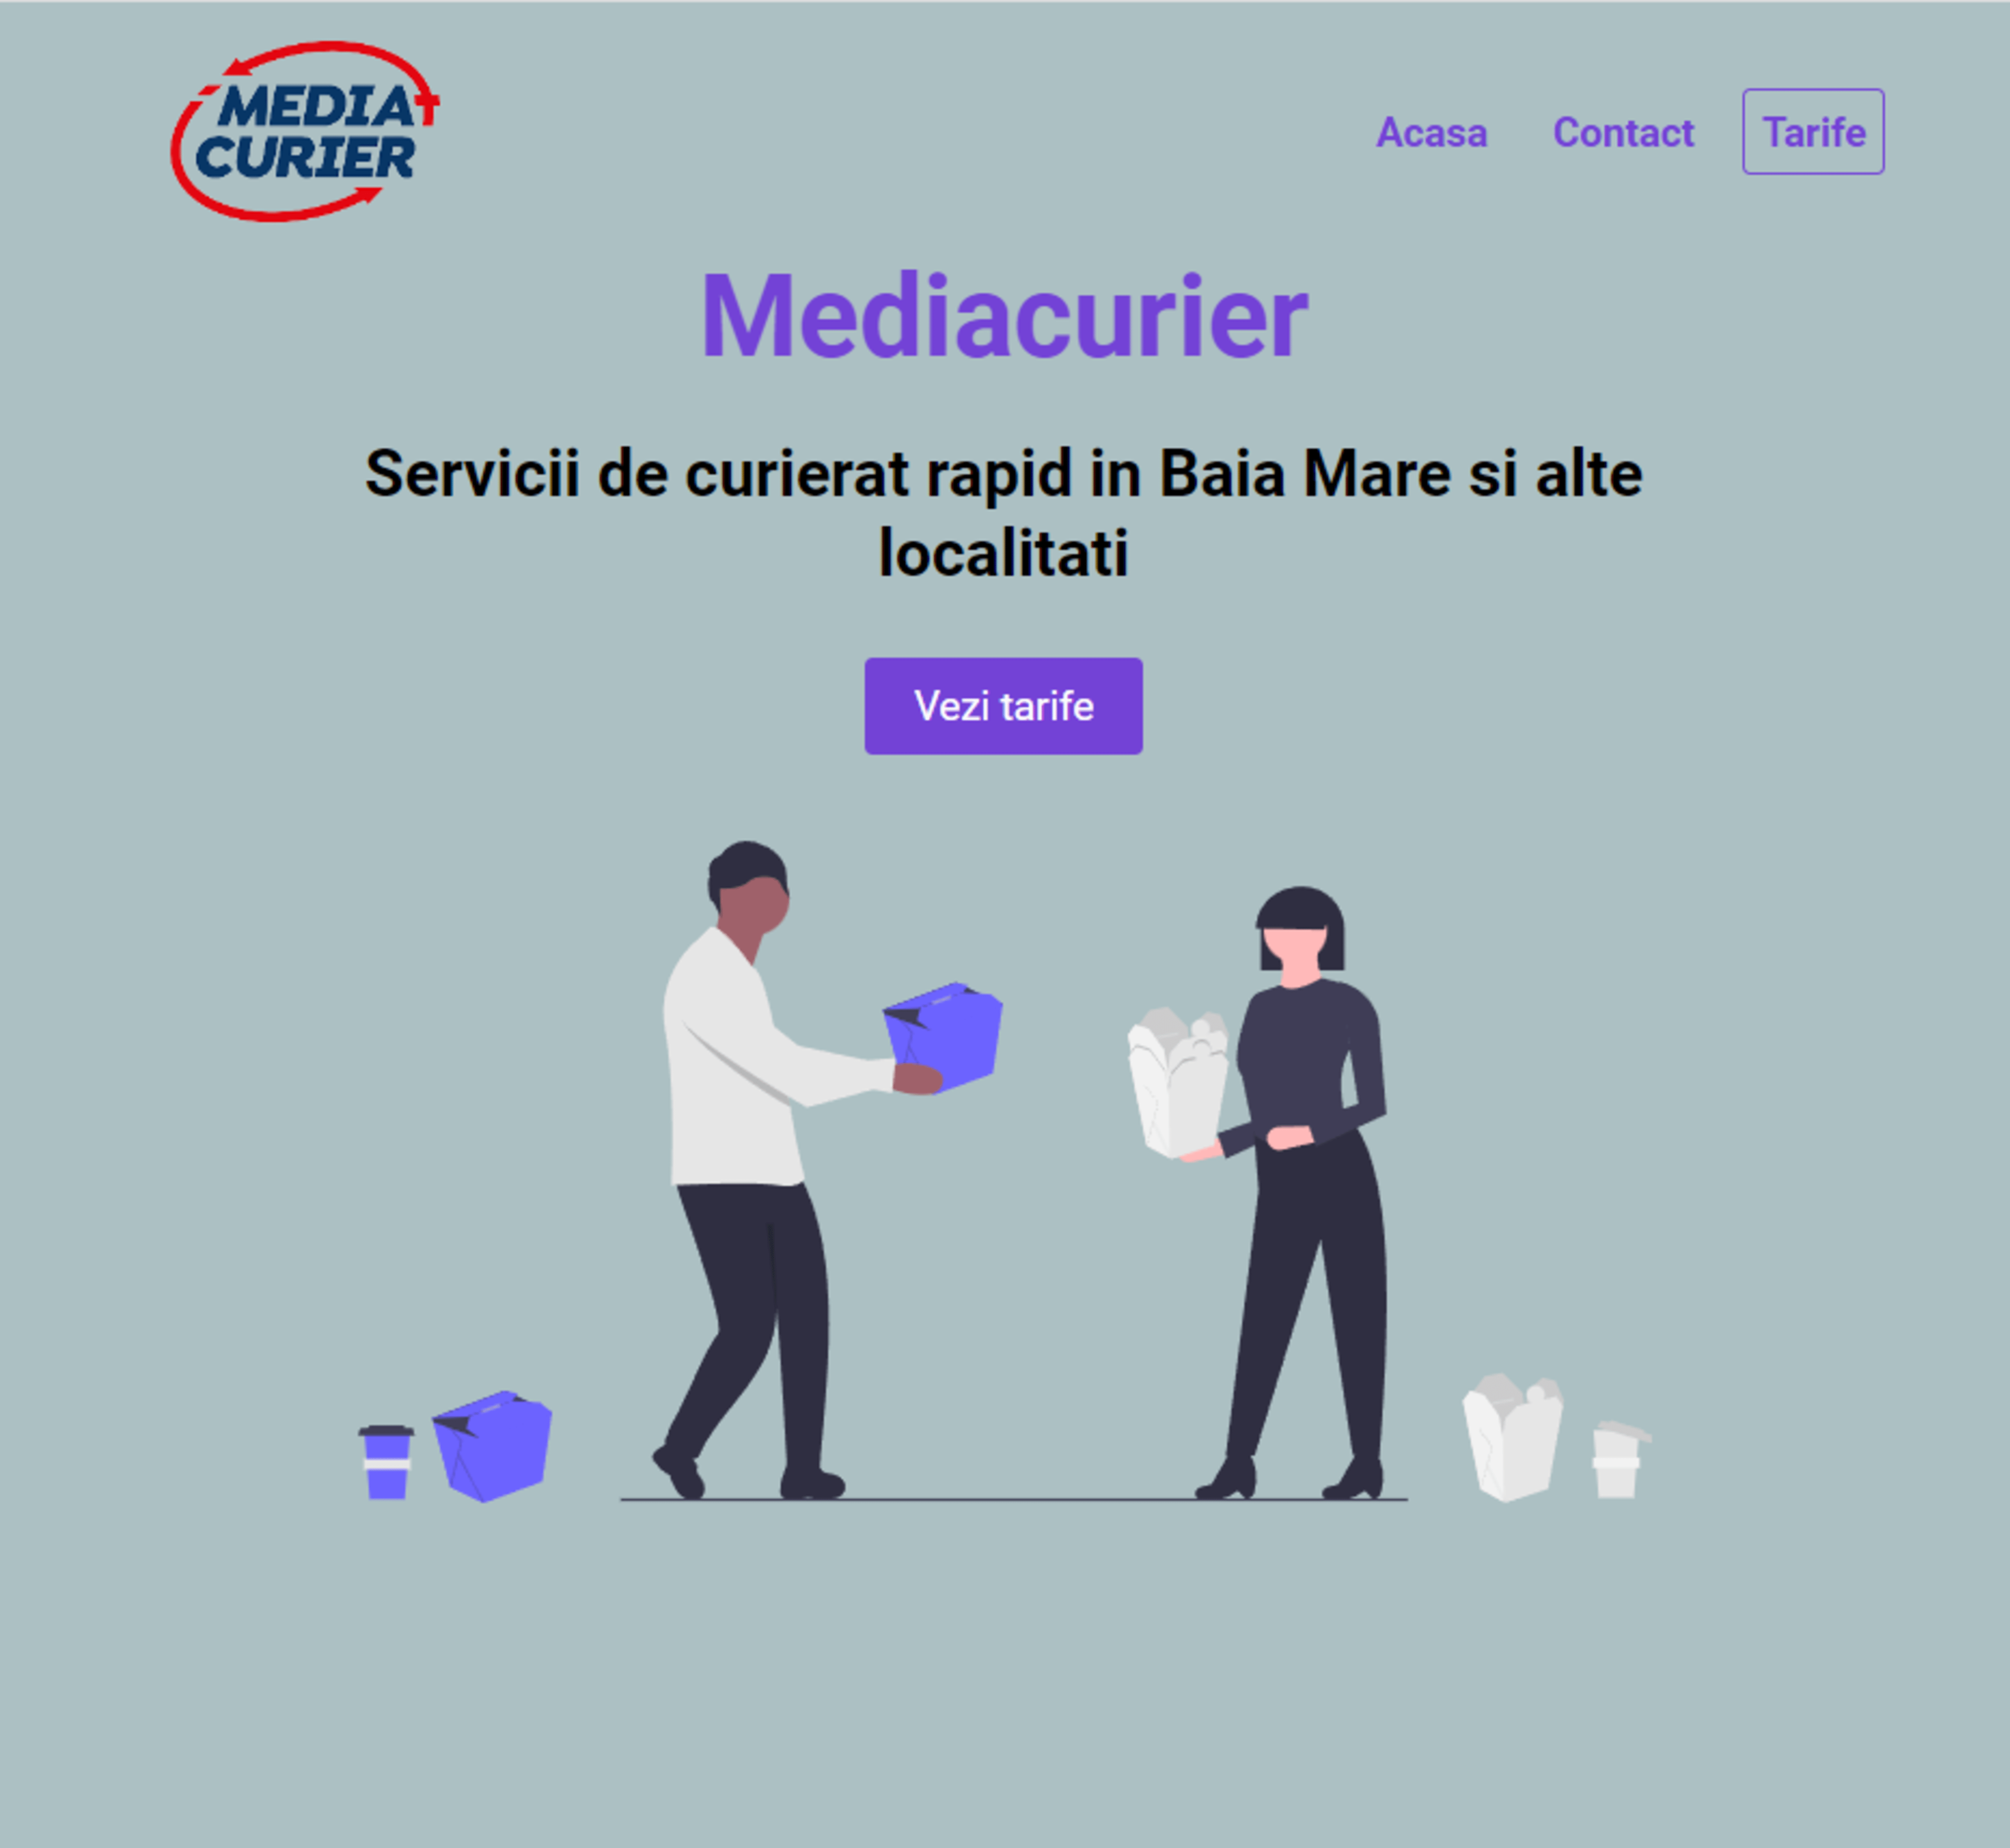 MEDIA
CURIER
Acasa
Contact
Tarife
Mediacurier
Servicii de curierat rapid in Baia Mare si alte
localitati
Vezi tarife